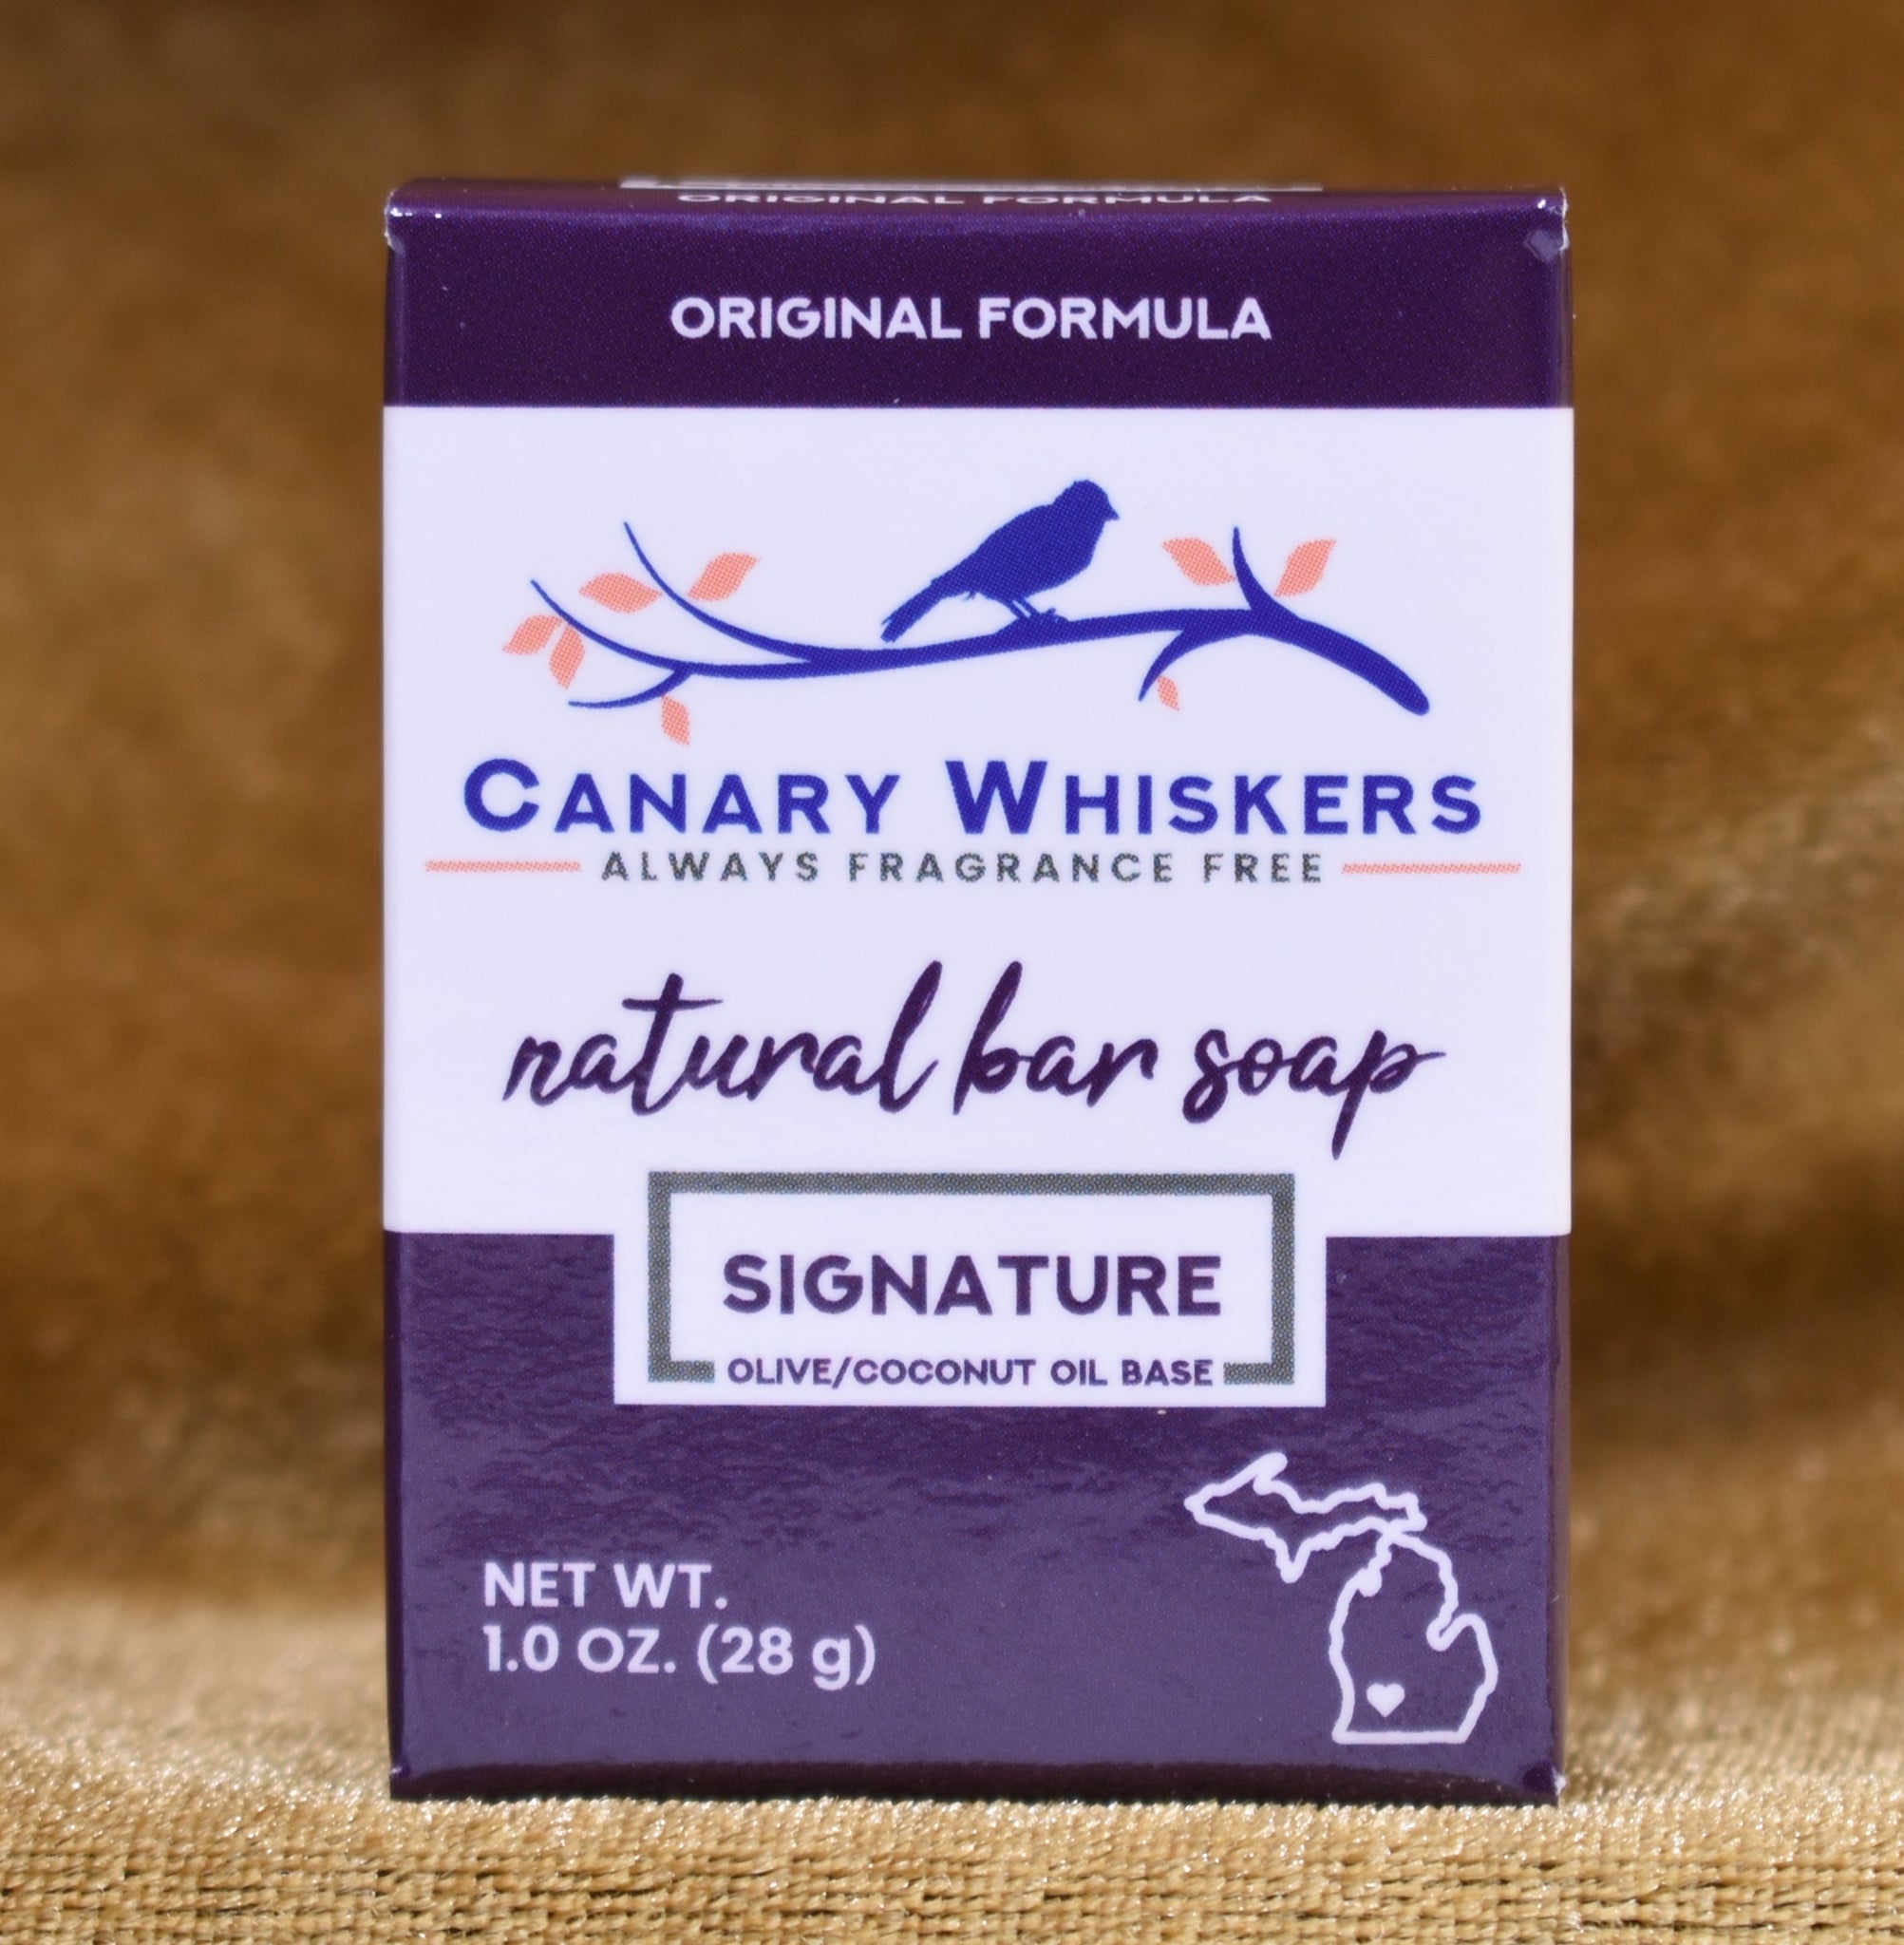 ORIGINAL FORMULA
ORIGINAL FORMULA
CANARY WHISKERS
ALWAYS FRAGRANCE FREE
natural bar soap
SIGNATURE
OLIVE/COCONUT OIL BASE
NET WT.
1.0 OZ. (28 g)